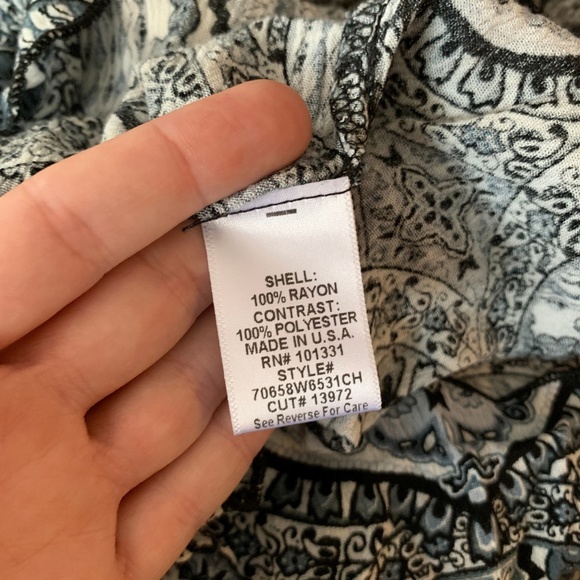 SHELL:
100% RAYON
CONTRAST:
100% POLYESTER
MADE IN U.S.A.
RN# 101331
STYLE#
70658W6531CH
CUT# 13972
See Reverse For Care